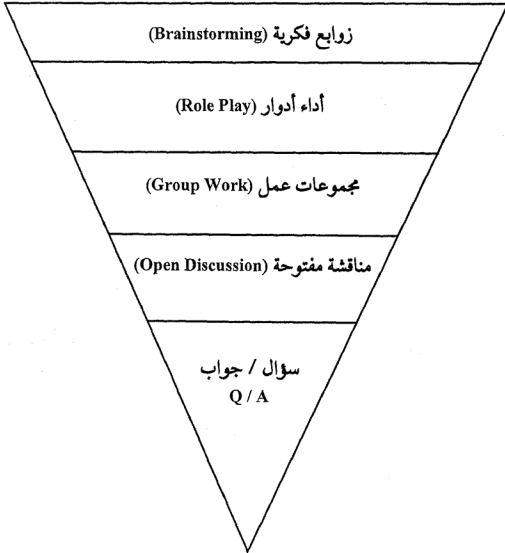 زوابع فكرية (Brainstorming)
أداء أدوار (Role Play)
مجموعات عمل (Group Work)
مناقشة مفتوحة (Open Discussion)
سؤال / جواب
Q / A